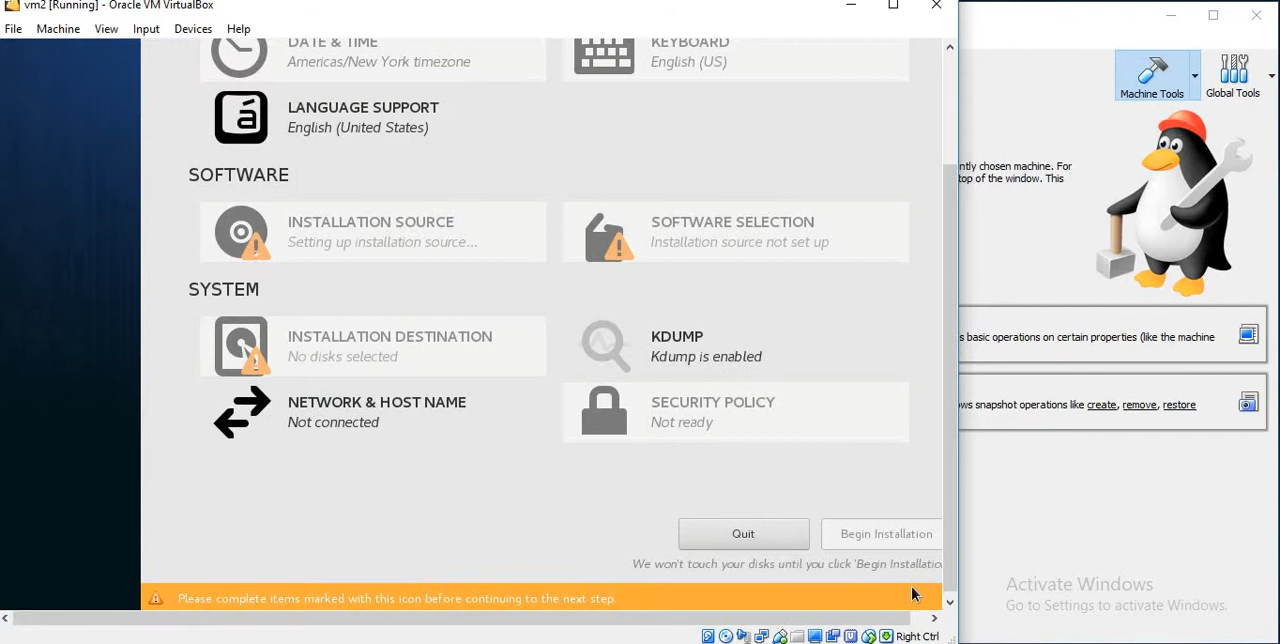 vm2 [Running] - Oracle VM VirtualBox
File Machine View Input Devices Help
DATE & TIME
Americas/New York timezone
KEYBOARD
English (US)
LANGUAGE SUPPORT
English (United States)
SOFTWARE
INSTALLATION SOURCE
Setting up installation source...
SOFTWARE SELECTION
Installation source not set up
SYSTEM
INSTALLATION DESTINATION
No disks selected
KDUMP
Kdump is enabled
NETWORK & HOST NAME
Not connected
SECURITY POLICY
Not ready
Quit
Begin Installation
We won't touch your disks until you click 'Begin Installatio
Please complete items marked with this icon before continuing to the next step.
Right Ctrl
Machine Tools
Global Tools
ntly chosen machine. For
top of the window. This
s basic operations on certain properties (like the machine
ws snapshot operations like create, remove, restore
Activate Windows
Go to Settings to activate Windows.